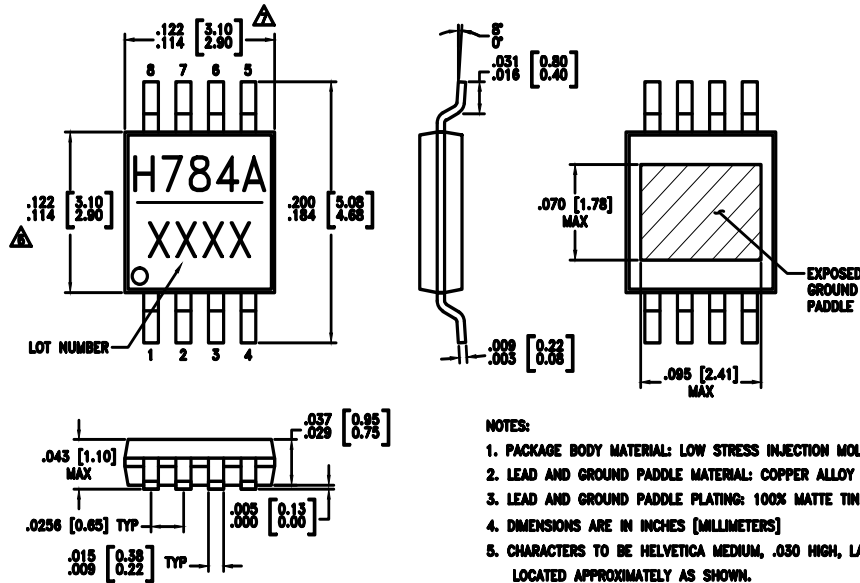 .122 [3.10]
.114 [2.90]
7
8 7 6 5
H784A
XXXX
.122 [3.10]
.114 [2.90]
6
.200 [5.08]
.184 [4.68]
LOT NUMBER
1 2 3 4
8°
0°
.031 [0.80]
.016 [0.40]
.009 [0.22]
.003 [0.08]
.070 [1.78]
MAX
EXPOSED
GROUND
PADDLE
.095 [2.41]
MAX
.043 [1.10]
MAX
.037 [0.95]
.029 [0.75]
.005 [0.13]
.000 [0.00]
.0256 [0.65] TYP
.015 [0.38]
.009 [0.22]
TYP
NOTES:
1. PACKAGE BODY MATERIAL: LOW STRESS INJECTION MOL
2. LEAD AND GROUND PADDLE MATERIAL: COPPER ALLOY
3. LEAD AND GROUND PADDLE PLATING: 100% MATTE TIN
4. DIMENSIONS ARE IN INCHES [MILLIMETERS]
5. CHARACTERS TO BE HELVETICA MEDIUM, .030 HIGH, LA
LOCATED APPROXIMATELY AS SHOWN.